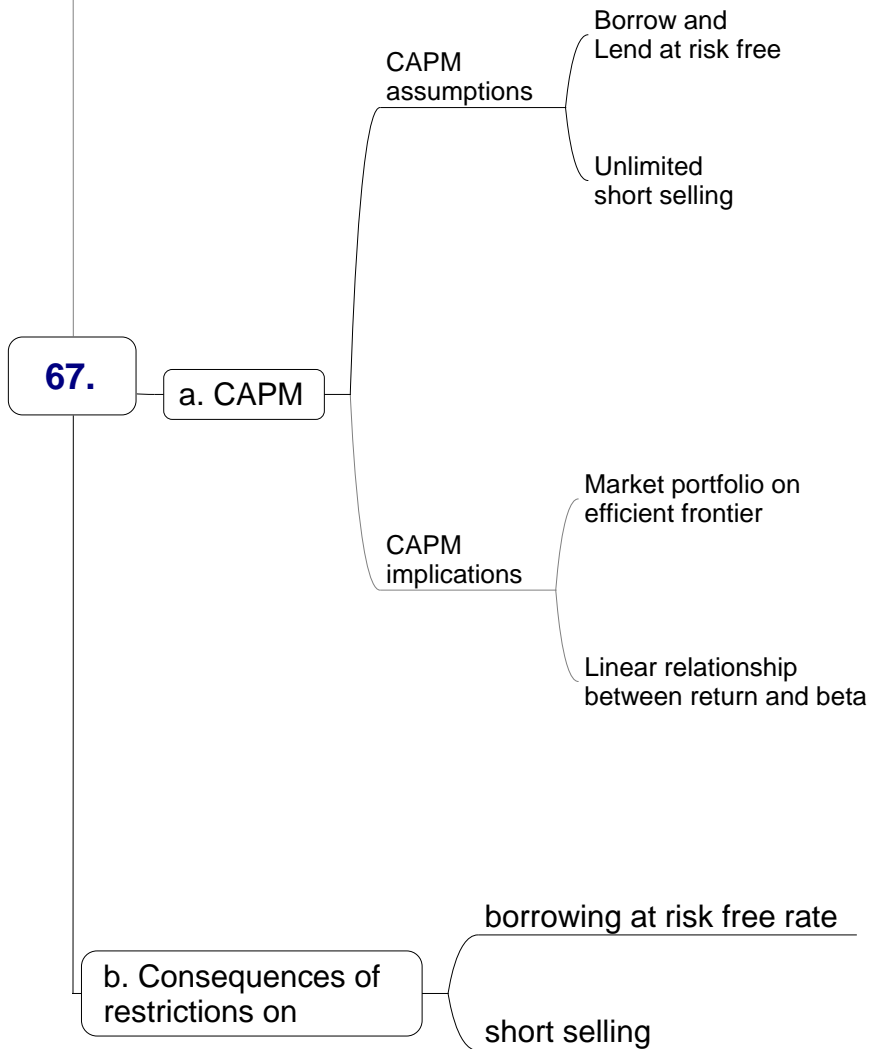 67.
a. CAPM
CAPM
assumptions
Borrow and
Lend at risk free
Unlimited
short selling
CAPM
implications
Market portfolio on
efficient frontier
Linear relationship
between return and beta
b. Consequences of
restrictions on
borrowing at risk free rate
short selling